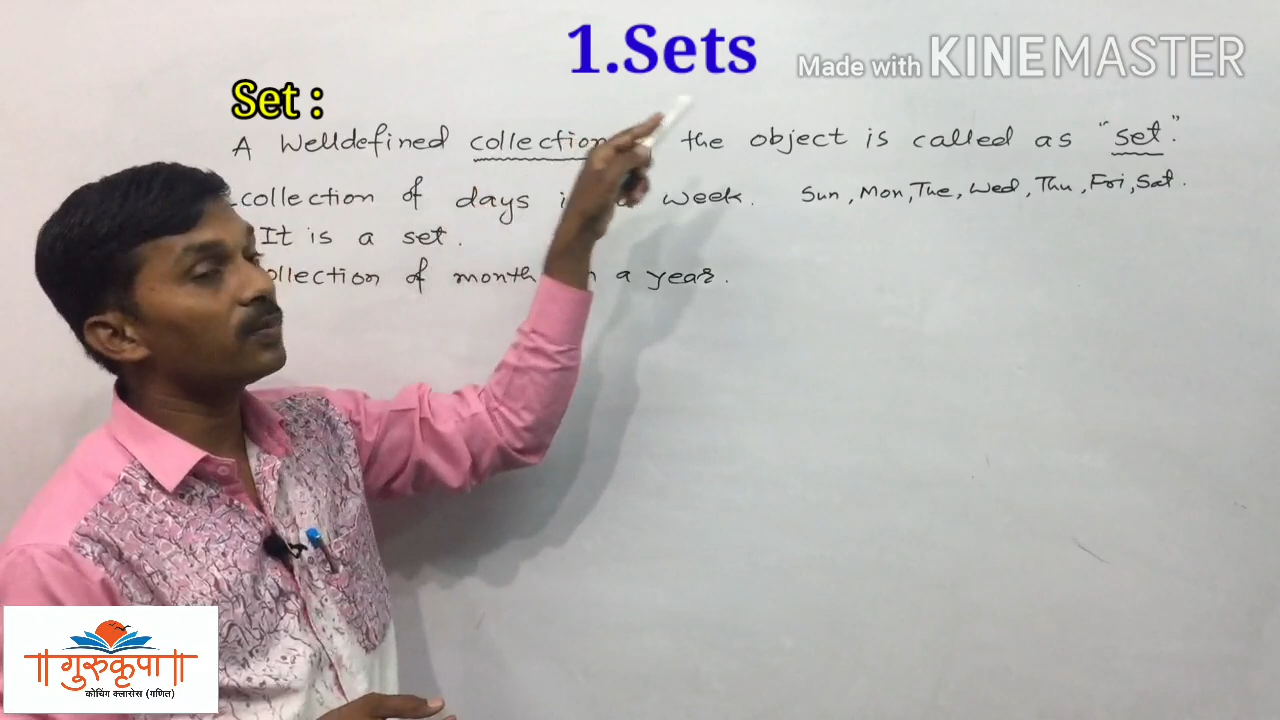 1.Sets
Made with KINEMASTER
Set :
A Welldefined collection the object is called as "set."
collection of days week. Sun, Mon, Tue, Wed, Thu, Fri, Sat.
It is a set.
ollection of month a year.
॥गुरुकृपा॥
कोचिंग क्लासेस (गणित)